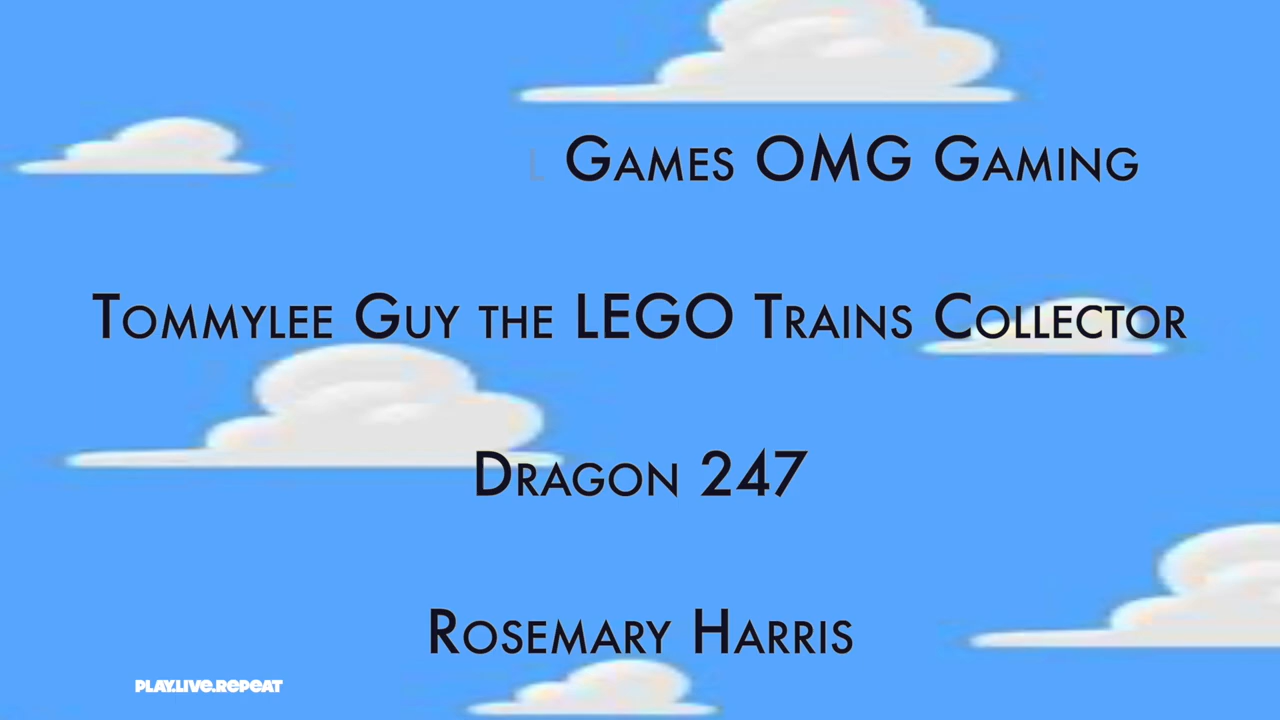 Games OMG Gaming
Tommylee Guy the LEGO Trains Collector
Dragon 247
Rosemary Harris
PLAY.LIVE.REPEAT